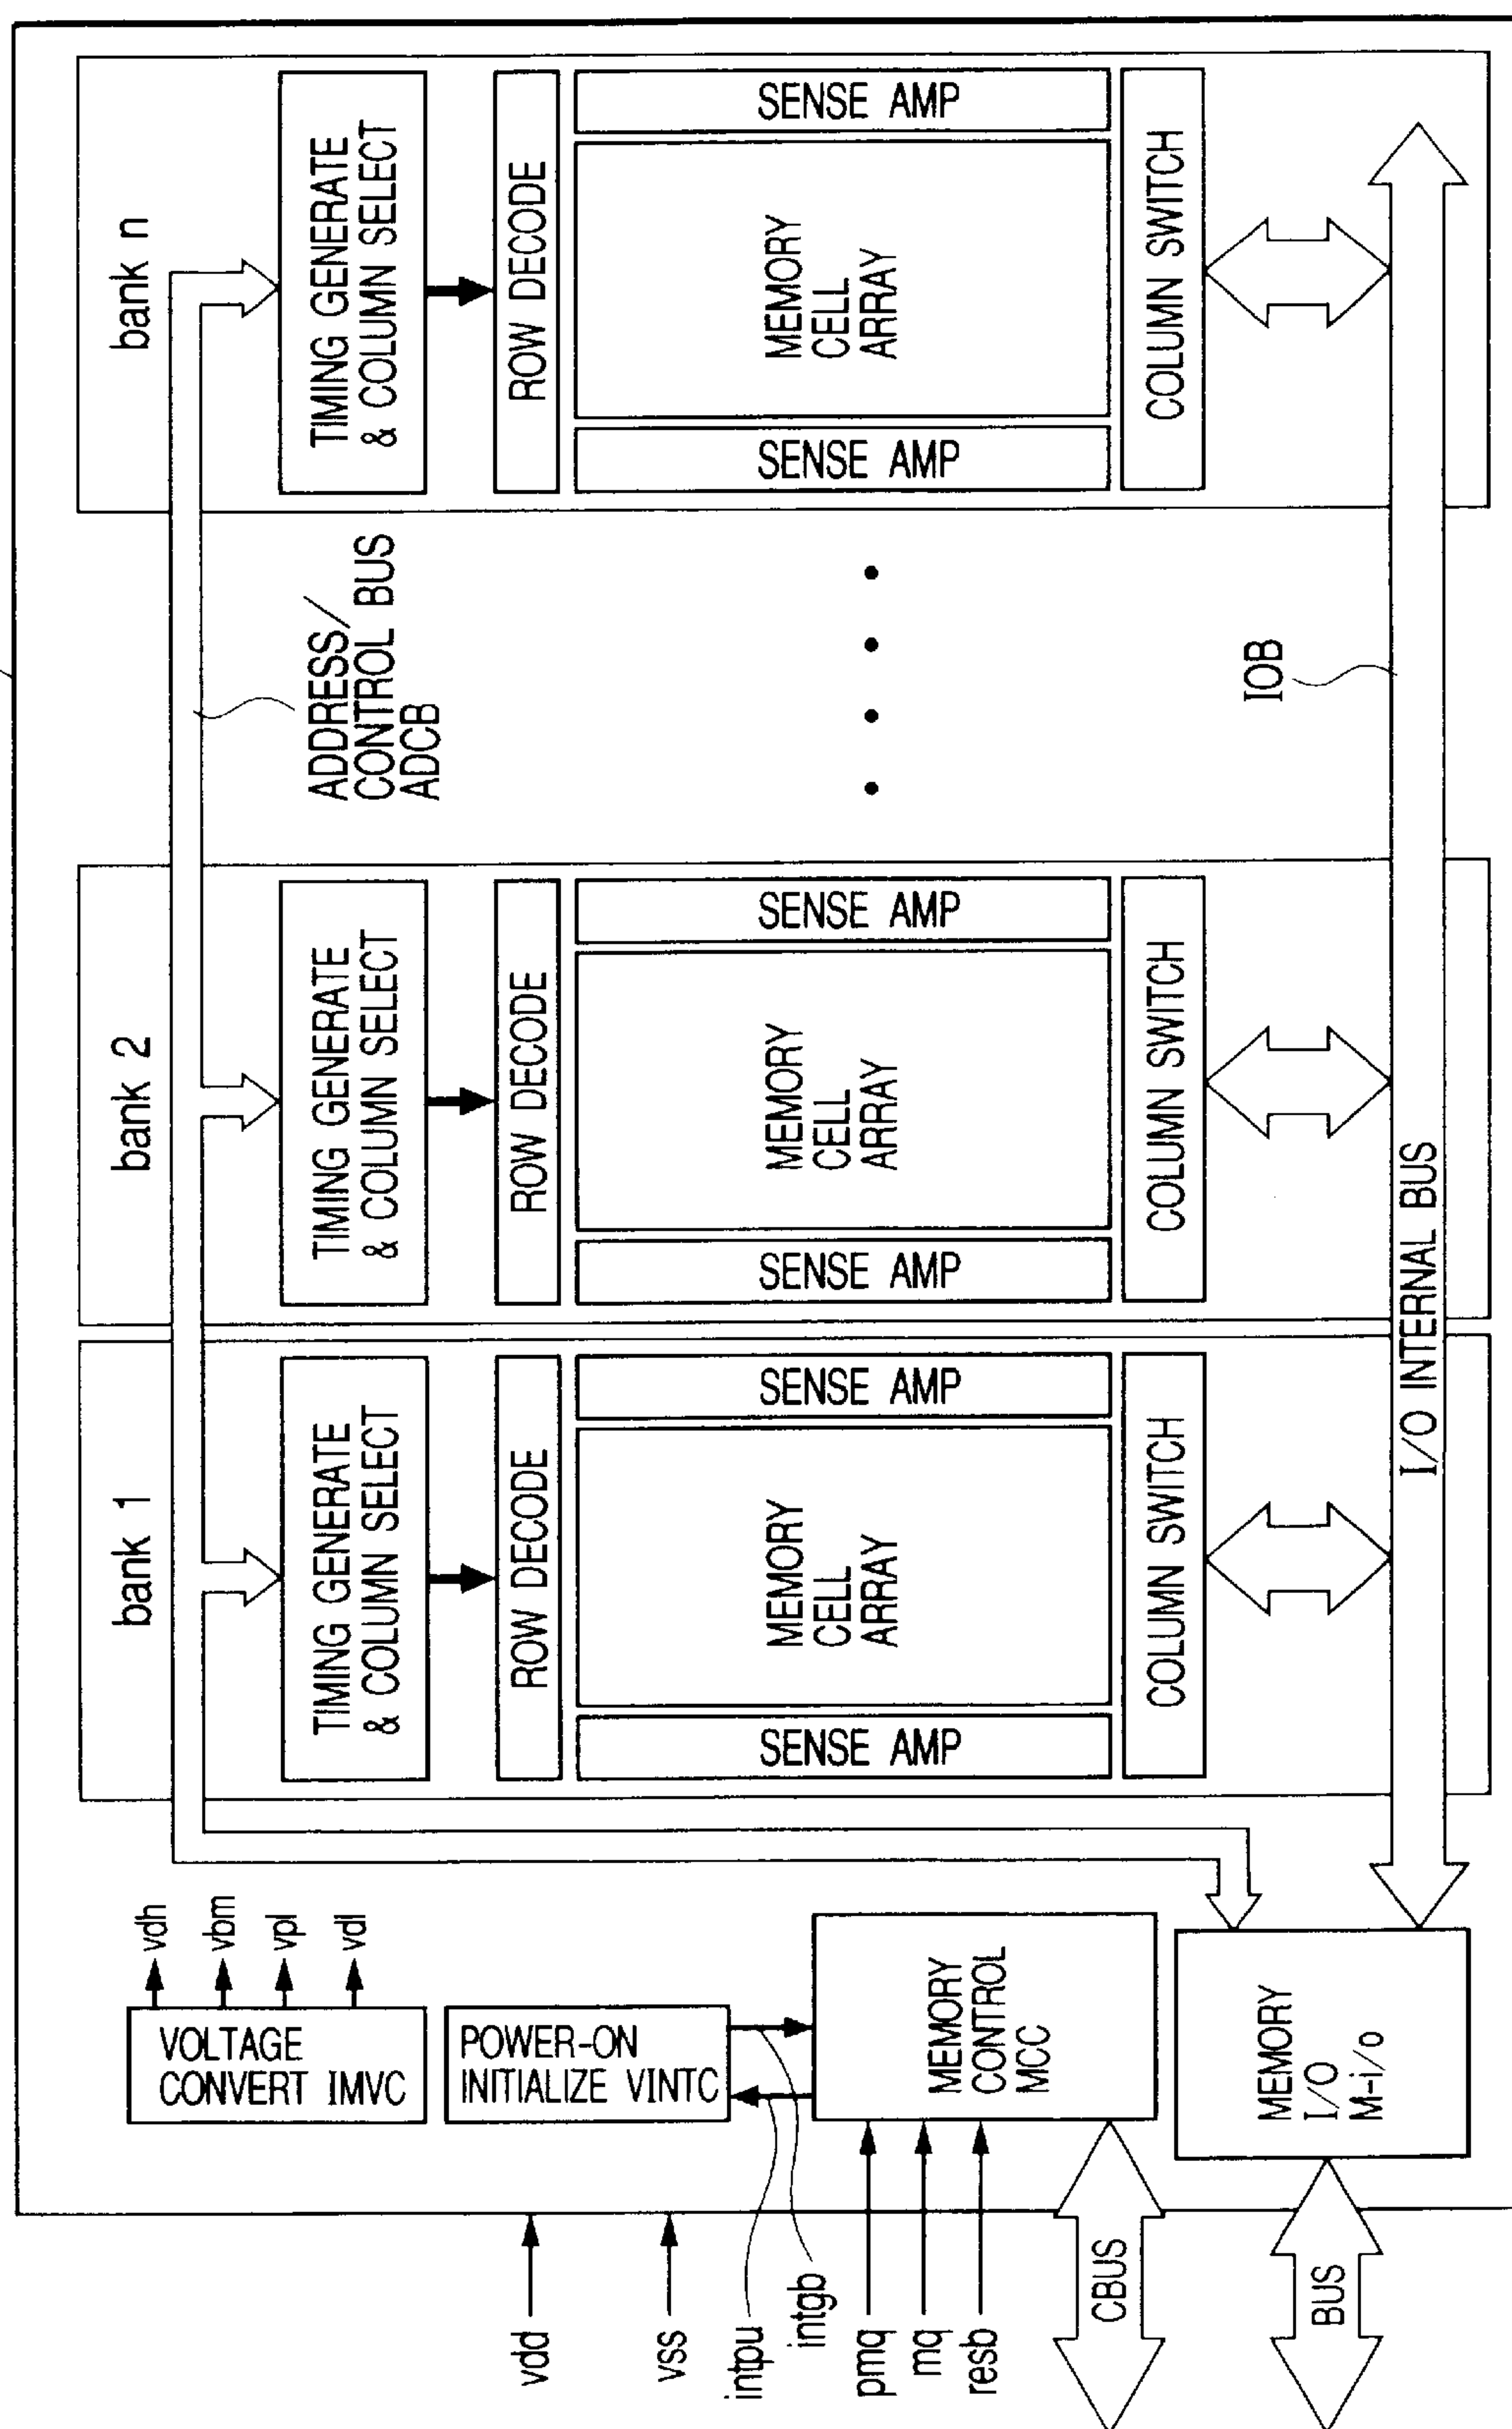 bank 1
bank 2
bank n
TIMING GENERATE
& COLUMN SELECT
TIMING GENERATE
& COLUMN SELECT
TIMING GENERATE
& COLUMN SELECT
ADDRESS/
CONTROL BUS
ADCB
ROW DECODE
ROW DECODE
ROW DECODE
SENSE AMP
MEMORY
CELL
ARRAY
SENSE AMP
SENSE AMP
MEMORY
CELL
ARRAY
SENSE AMP
SENSE AMP
MEMORY
CELL
ARRAY
SENSE AMP
COLUMN SWITCH
COLUMN SWITCH
COLUMN SWITCH
IOB
I/O INTERNAL BUS
vdh
vbm
vpl
vdl
VOLTAGE
CONVERT IMVC
POWER-ON
INITIALIZE VINTC
MEMORY
CONTROL
MCC
MEMORY
I/O
M-i/o
vdd
vss
intpu
intgb
pmq
mq
resb
CBUS
BUS